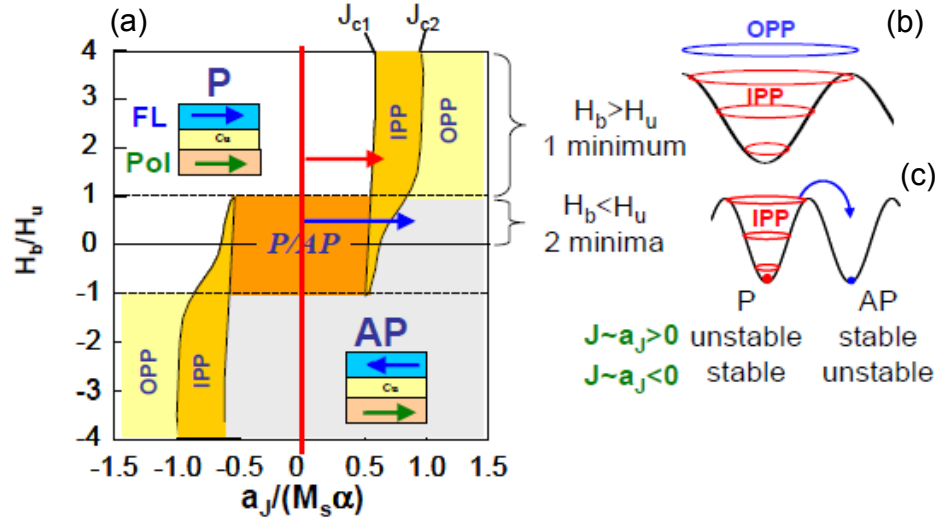 (a)
J_c1 J_c2
4
3
2
1
0
-1
-2
-3
-4
H_b/H_u
P
FL
Cu
Pol
IPP
OPP
P/AP
AP
Cu
OPP
IPP
-1.5 -1.0 -0.5 0 0.5 1.0 1.5
a_J/(M_sα)
H_b>H_u
1 minimum
H_b<H_u
2 minima
(b)
OPP
IPP
(c)
IPP
P AP
J~a_J>0 unstable stable
J~a_J<0 stable unstable